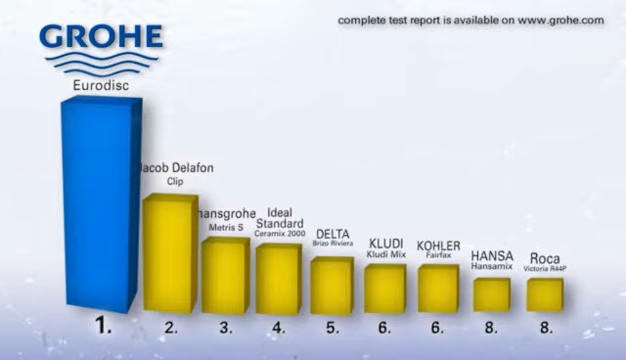 complete test report is available on www.grohe.com
GROHE
Eurodisc
Jacob Delafon
Clip
hansgrohe
Metris S
Ideal
Standard
Ceramix 2000
DELTA
Brizo Riviera
KLUDI
Kludi Mix
KOHLER
Fairfax
HANSA
Hansamix
Roca
Victoria R44P
1. 2. 3. 4. 5. 6. 6. 8. 8.